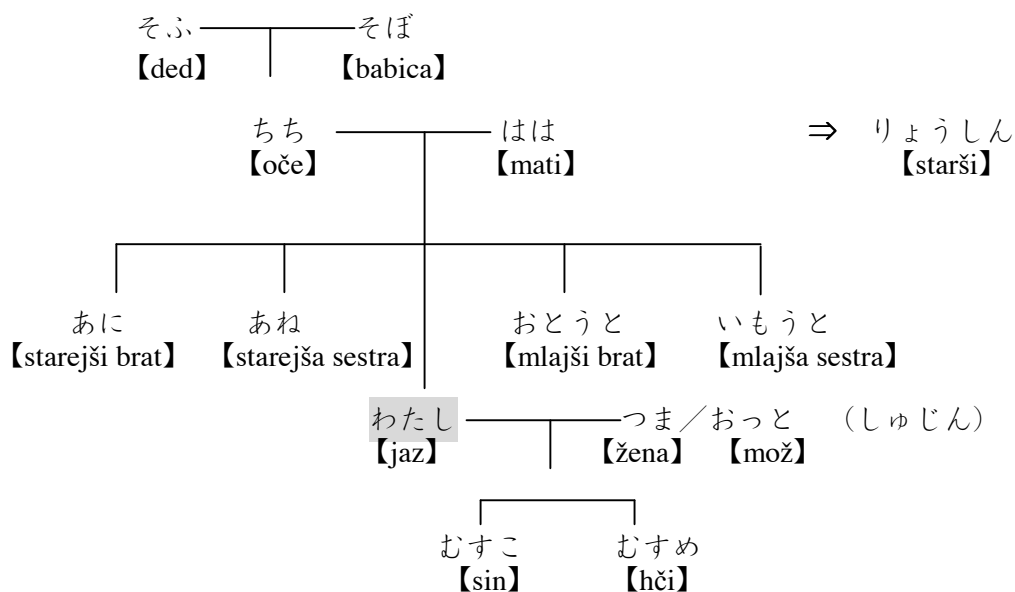 そふ そぼ
【ded】 【babica】
ちち はは ⇒ りょうしん
【oče】 【mati】 【starši】
あに あね おとうと いもうと
【starejši brat】 【starejša sestra】 【mlajši brat】 【mlajša sestra】
わたし つま／おっと （しゅじん）
【jaz】 【žena】 【mož】
むすこ むすめ
【sin】 【hči】